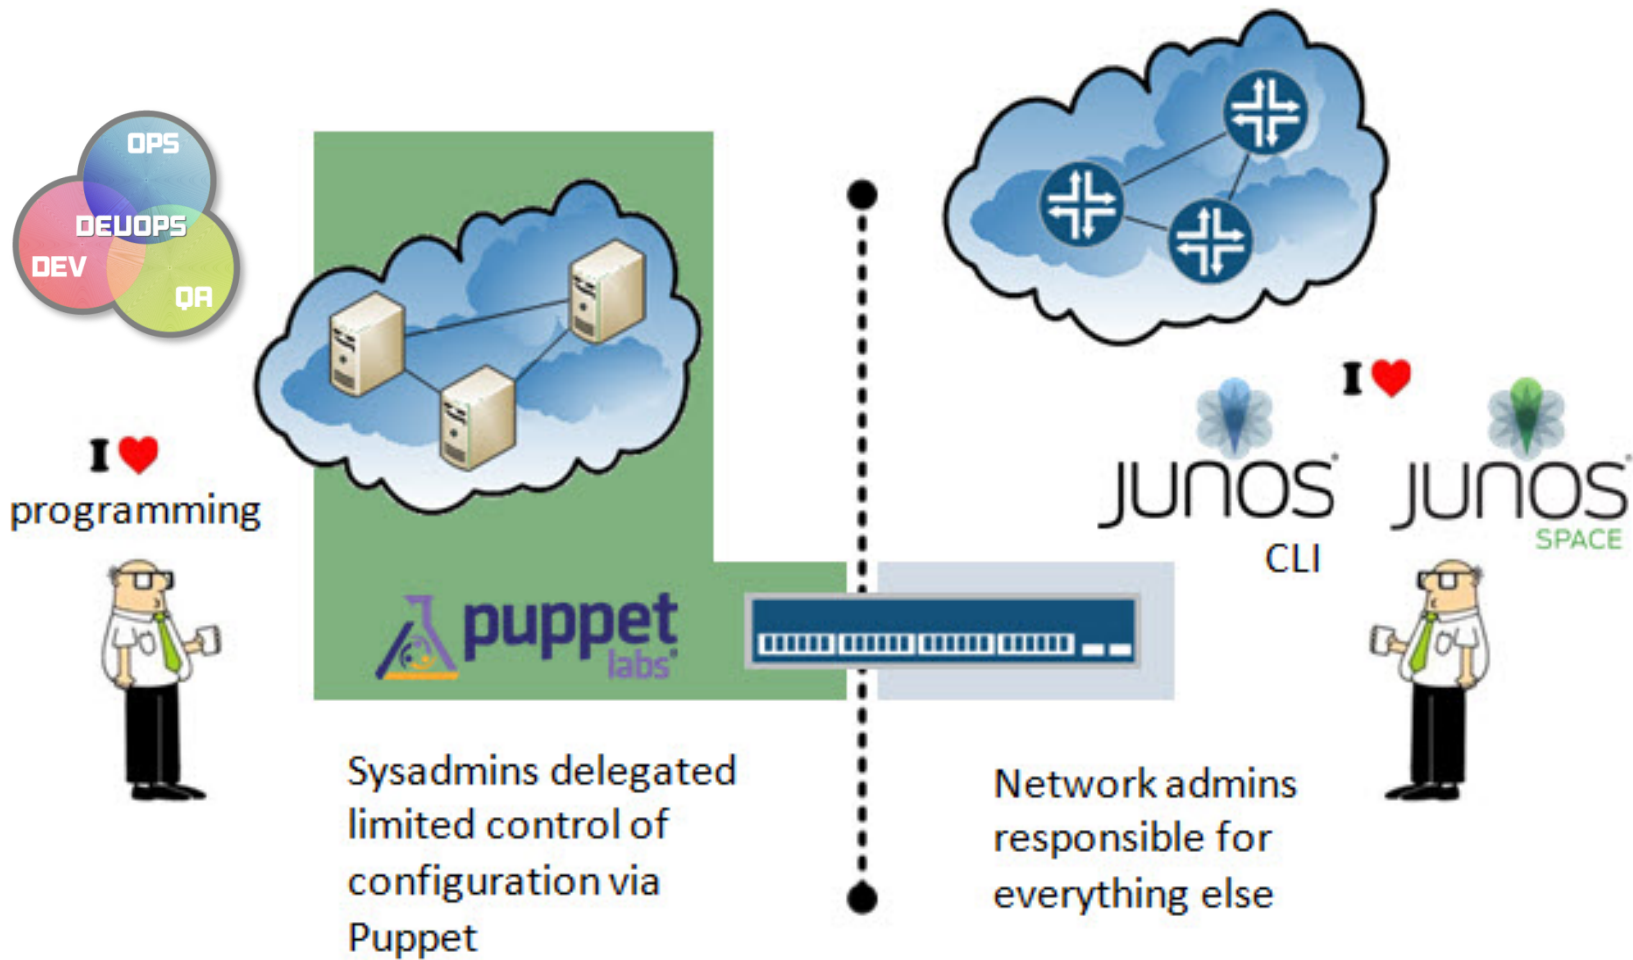 OPS
DEVOPS
DEV
QA
I
programming
puppet
labs
Sysadmins delegated
limited control of
configuration via
Puppet
I
JUNOS
CLI
JUNOS
SPACE
Network admins
responsible for
everything else